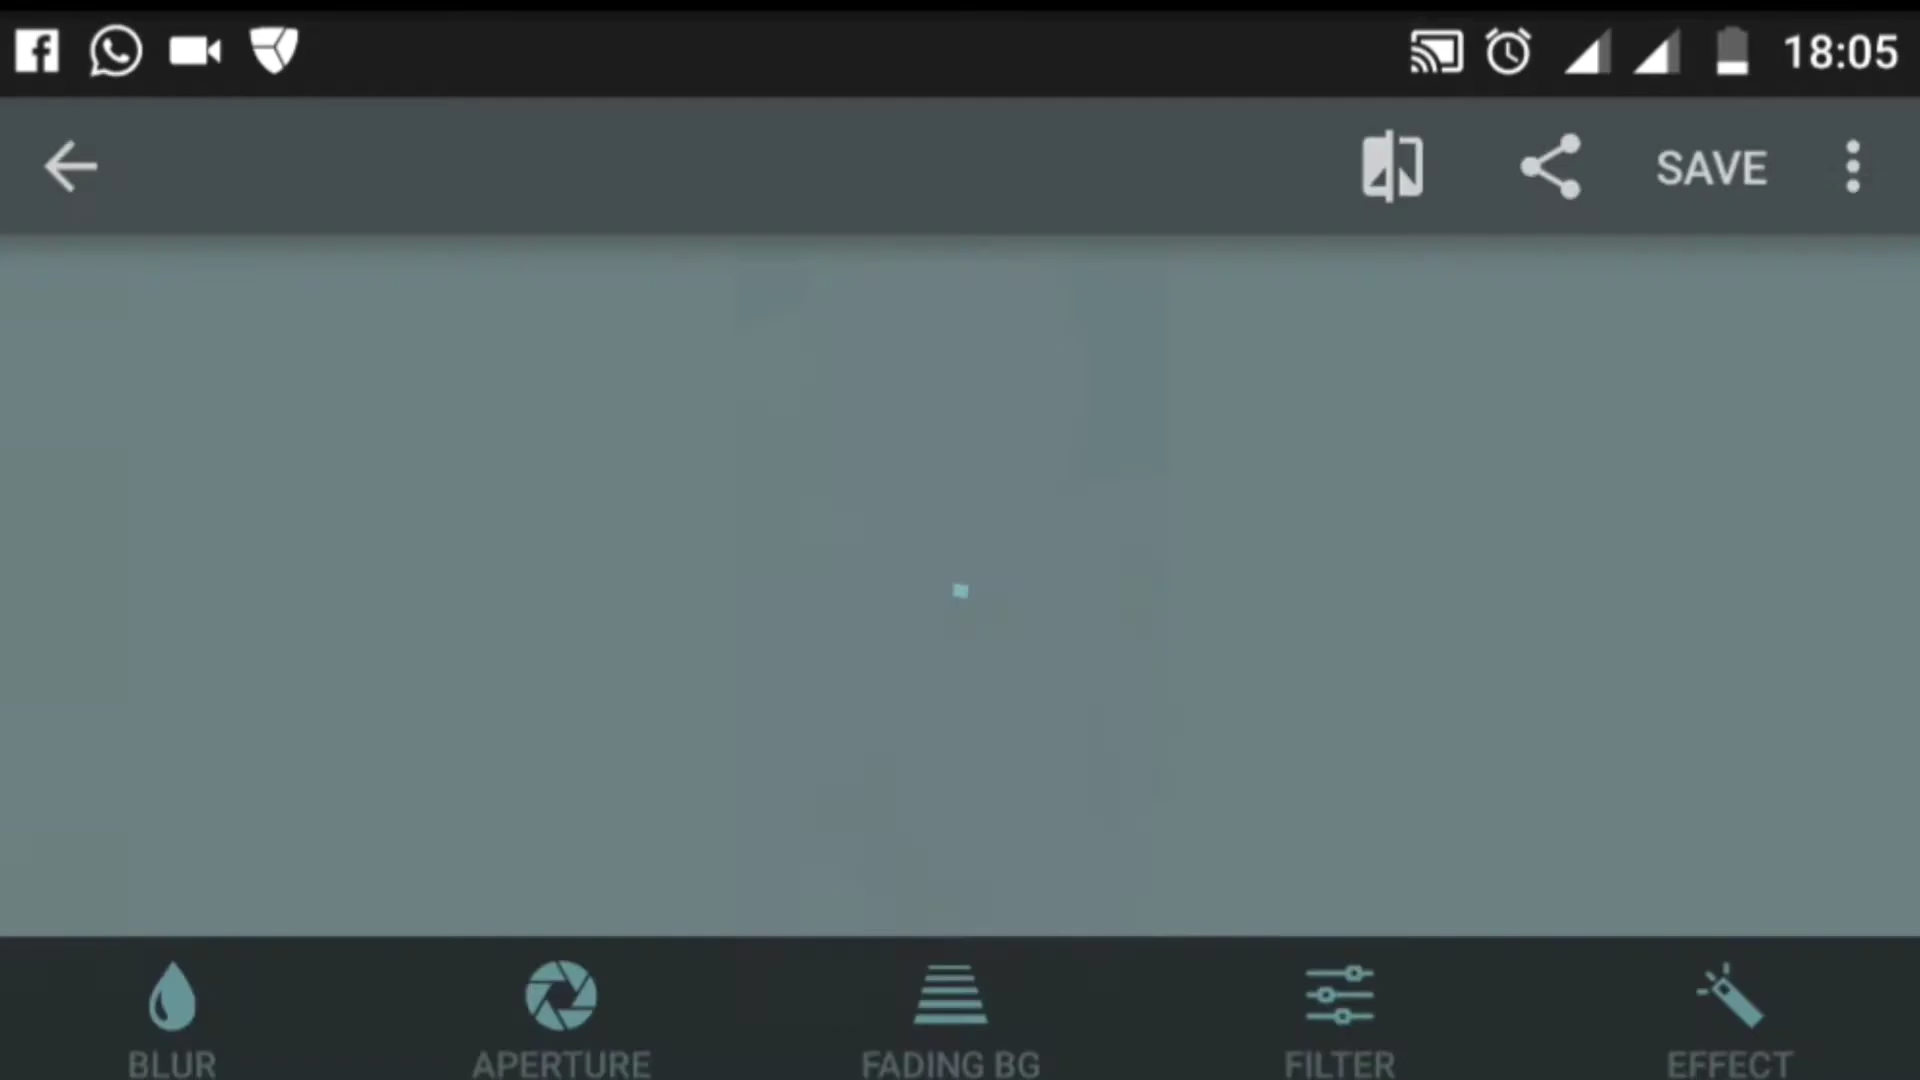 18:05
SAVE
BLUR
APERTURE
FADING BG
FILTER
EFFECT